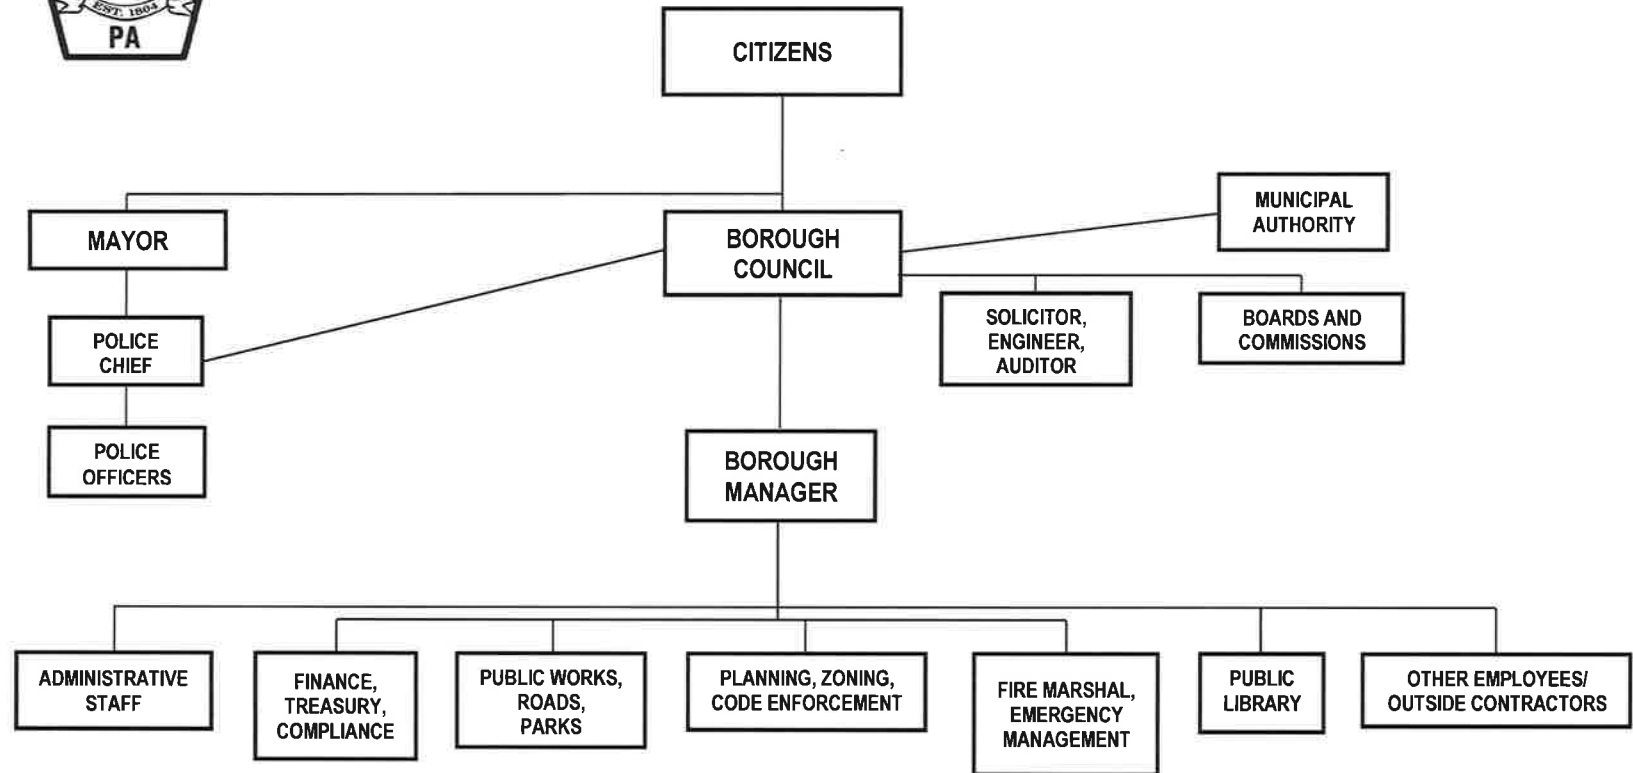 EST. 1804
PA
CITIZENS
MAYOR
BOROUGH
COUNCIL
MUNICIPAL
AUTHORITY
SOLICITOR,
ENGINEER,
AUDITOR
BOARDS AND
COMMISSIONS
POLICE
CHIEF
POLICE
OFFICERS
BOROUGH
MANAGER
ADMINISTRATIVE
STAFF
FINANCE,
TREASURY,
COMPLIANCE
PUBLIC WORKS,
ROADS,
PARKS
PLANNING, ZONING,
CODE ENFORCEMENT
FIRE MARSHAL,
EMERGENCY
MANAGEMENT
PUBLIC
LIBRARY
OTHER EMPLOYEES/
OUTSIDE CONTRACTORS